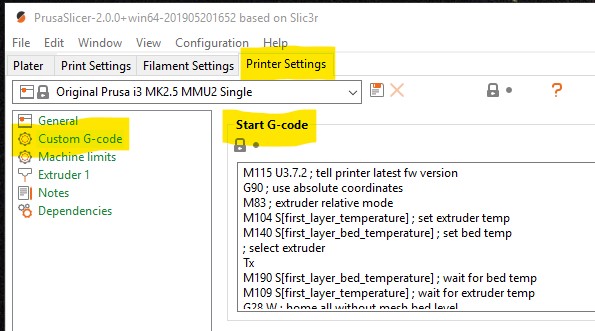 PrusaSlicer-2.0.0+win64-201905201652 based on Slic3r
File Edit Window View Configuration Help
Plater Print Settings Filament Settings Printer Settings
Original Prusa i3 MK2.5 MMU2 Single
General
Custom G-code
Machine limits
Extruder 1
Notes
Dependencies
Start G-code
M115 U3.7.2 ; tell printer latest fw version
G90 ; use absolute coordinates
M83 ; extruder relative mode
M104 S[first_layer_temperature] ; set extruder temp
M140 S[first_layer_bed_temperature] ; set bed temp
; select extruder
Tx
M190 S[first_layer_bed_temperature] ; wait for bed temp
M109 S[first_layer_temperature] ; wait for extruder temp
G28 W ; home all without mesh bed level